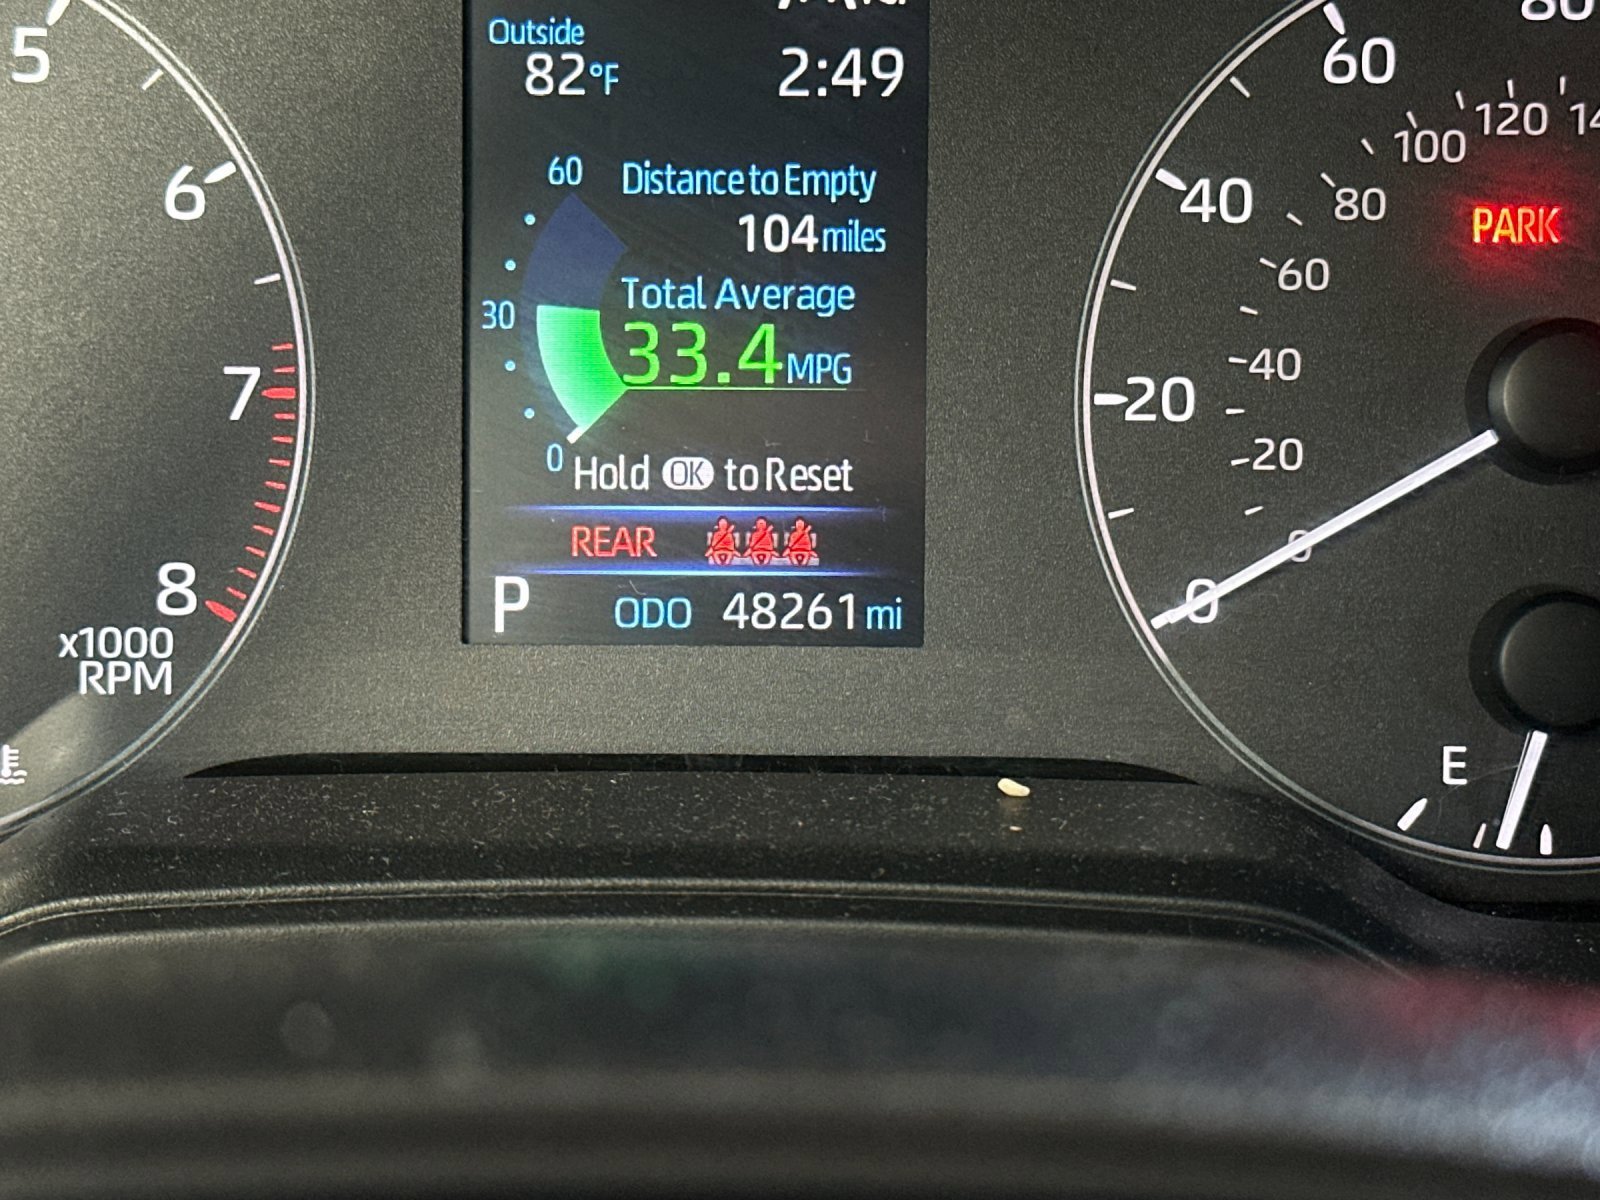 Outside
82°F
2:49
60
Distance to Empty
104 miles
Total Average
30
33.4 MPG
0
Hold OK to Reset
REAR
P
ODO 48261 mi
5
6
7
8
x1000
RPM
80
60
40
20
0
120
100
80
60
40
20
0
PARK
E